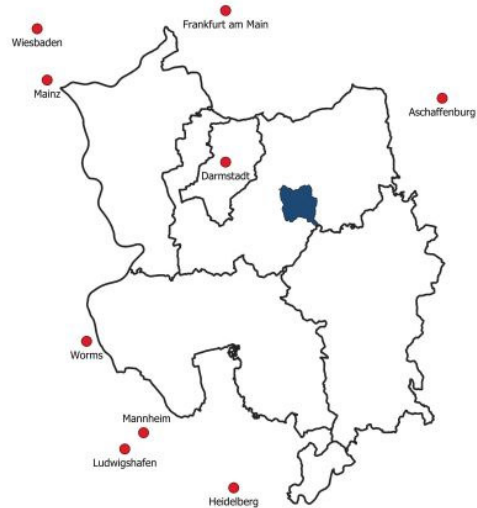 Frankfurt am Main
Wiesbaden
Mainz
Aschaffenburg
Darmstadt
Worms
Mannheim
Ludwigshafen
Heidelberg